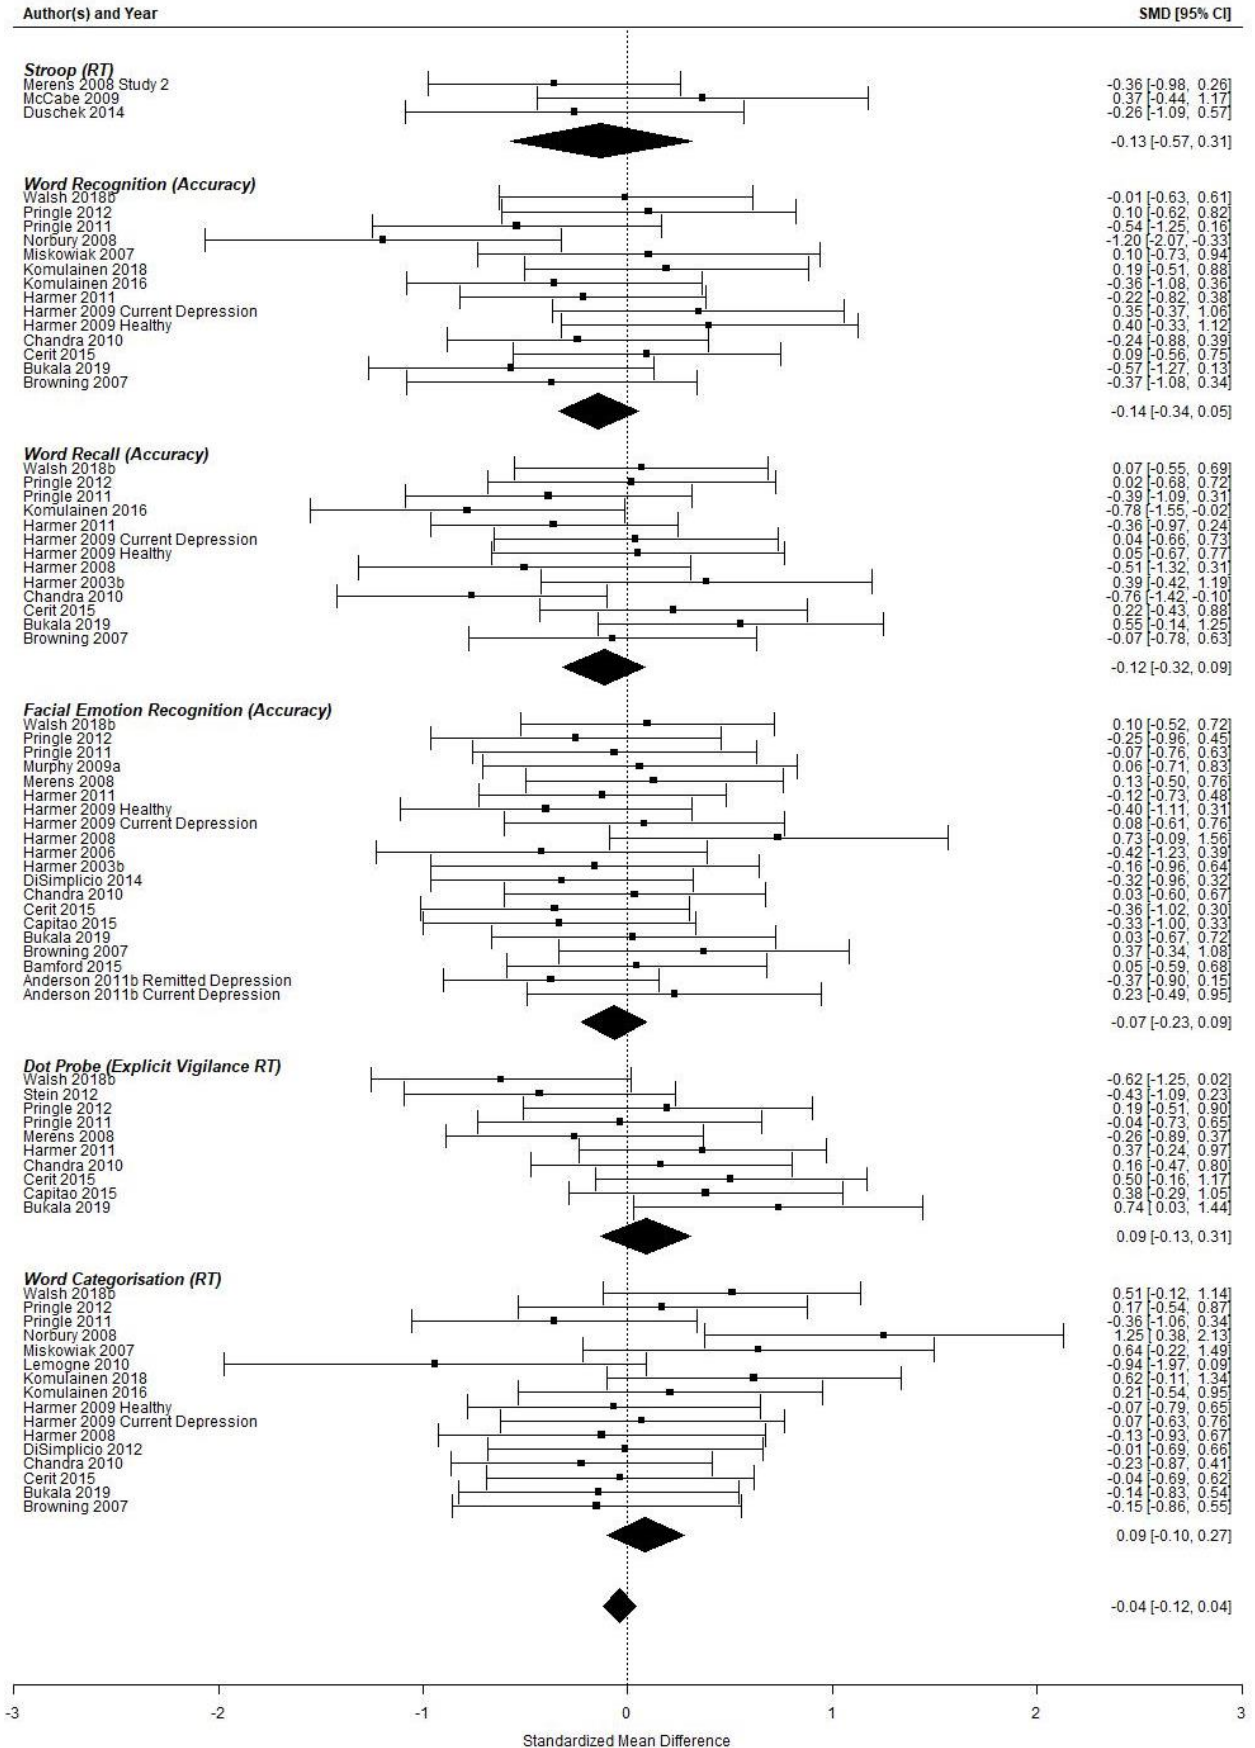 Author(s) and Year SMD [95% CI]
Stroop (RT)
Merens 2008 Study 2 -0.36 [-0.98, 0.26]
McCabe 2009 0.37 [-0.44, 1.17]
Duschek 2014 -0.26 [-1.09, 0.57]
-0.13 [-0.57, 0.31]
Word Recognition (Accuracy)
Walsh 2018b -0.01 [-0.63, 0.61]
Pringle 2012 0.10 [-0.62, 0.82]
Pringle 2011 -0.54 [-1.25, 0.16]
Norbury 2008 -1.20 [-2.07, -0.33]
Miskowiak 2007 0.10 [-0.73, 0.94]
Komulainen 2018 0.19 [-0.51, 0.88]
Komulainen 2016 -0.36 [-1.08, 0.36]
Harmer 2011 -0.22 [-0.82, 0.38]
Harmer 2009 Current Depression 0.35 [-0.37, 1.06]
Harmer 2009 Healthy 0.40 [-0.33, 1.12]
Chandra 2010 -0.24 [-0.88, 0.39]
Cerit 2015 0.09 [-0.56, 0.75]
Bukala 2019 -0.57 [-1.27, 0.13]
Browning 2007 -0.37 [-1.08, 0.34]
-0.14 [-0.34, 0.05]
Word Recall (Accuracy)
Walsh 2018b 0.07 [-0.55, 0.69]
Pringle 2012 0.02 [-0.68, 0.72]
Pringle 2011 -0.39 [-1.09, 0.31]
Komulainen 2016 -0.78 [-1.55, -0.02]
Harmer 2011 -0.36 [-0.97, 0.24]
Harmer 2009 Current Depression 0.04 [-0.66, 0.73]
Harmer 2009 Healthy 0.05 [-0.67, 0.77]
Harmer 2008 -0.51 [-1.32, 0.31]
Harmer 2003b 0.39 [-0.42, 1.19]
Chandra 2010 -0.76 [-1.42, -0.10]
Cerit 2015 0.22 [-0.43, 0.88]
Bukala 2019 0.55 [-0.14, 1.25]
Browning 2007 -0.07 [-0.78, 0.63]
-0.12 [-0.32, 0.09]
Facial Emotion Recognition (Accuracy)
Walsh 2018b 0.10 [-0.52, 0.72]
Pringle 2012 -0.25 [-0.96, 0.45]
Pringle 2011 -0.07 [-0.76, 0.63]
Murphy 2009a 0.06 [-0.71, 0.83]
Merens 2008 0.13 [-0.50, 0.76]
Harmer 2011 -0.12 [-0.73, 0.48]
Harmer 2009 Healthy -0.40 [-1.11, 0.31]
Harmer 2009 Current Depression 0.08 [-0.61, 0.76]
Harmer 2008 0.73 [-0.09, 1.56]
Harmer 2006 -0.42 [-1.23, 0.39]
Harmer 2003b -0.16 [-0.96, 0.64]
DiSimplicio 2014 -0.32 [-0.96, 0.32]
Chandra 2010 0.03 [-0.60, 0.67]
Cerit 2015 -0.36 [-1.02, 0.30]
Capitao 2015 -0.33 [-1.00, 0.33]
Bukala 2019 0.03 [-0.67, 0.72]
Browning 2007 0.37 [-0.34, 1.08]
Bamford 2015 0.05 [-0.59, 0.68]
Anderson 2011b Remitted Depression -0.37 [-0.90, 0.15]
Anderson 2011b Current Depression 0.23 [-0.49, 0.95]
-0.07 [-0.23, 0.09]
Dot Probe (Explicit Vigilance RT)
Walsh 2018b -0.62 [-1.25, 0.02]
Stein 2012 -0.43 [-1.09, 0.23]
Pringle 2012 0.19 [-0.51, 0.90]
Pringle 2011 -0.04 [-0.73, 0.65]
Merens 2008 -0.26 [-0.89, 0.37]
Harmer 2011 0.37 [-0.24, 0.97]
Chandra 2010 0.16 [-0.47, 0.80]
Cerit 2015 0.50 [-0.16, 1.17]
Capitao 2015 0.38 [-0.29, 1.05]
Bukala 2019 0.74 [ 0.03, 1.44]
0.09 [-0.13, 0.31]
Word Categorisation (RT)
Walsh 2018b 0.51 [-0.12, 1.14]
Pringle 2012 0.17 [-0.54, 0.87]
Pringle 2011 -0.36 [-1.06, 0.34]
Norbury 2008 1.25 [ 0.38, 2.13]
Miskowiak 2007 0.64 [-0.22, 1.49]
Lemogne 2010 -0.94 [-1.97, 0.09]
Komulainen 2018 0.62 [-0.11, 1.34]
Komulainen 2016 0.21 [-0.54, 0.95]
Harmer 2009 Healthy -0.07 [-0.79, 0.65]
Harmer 2009 Current Depression 0.07 [-0.63, 0.76]
Harmer 2008 -0.13 [-0.93, 0.67]
DiSimplicio 2012 -0.01 [-0.69, 0.66]
Chandra 2010 -0.23 [-0.87, 0.41]
Cerit 2015 -0.04 [-0.69, 0.62]
Bukala 2019 -0.14 [-0.83, 0.54]
Browning 2007 -0.15 [-0.86, 0.55]
0.09 [-0.10, 0.27]
-0.04 [-0.12, 0.04]
-3 -2 -1 0 1 2 3
Standardized Mean Difference